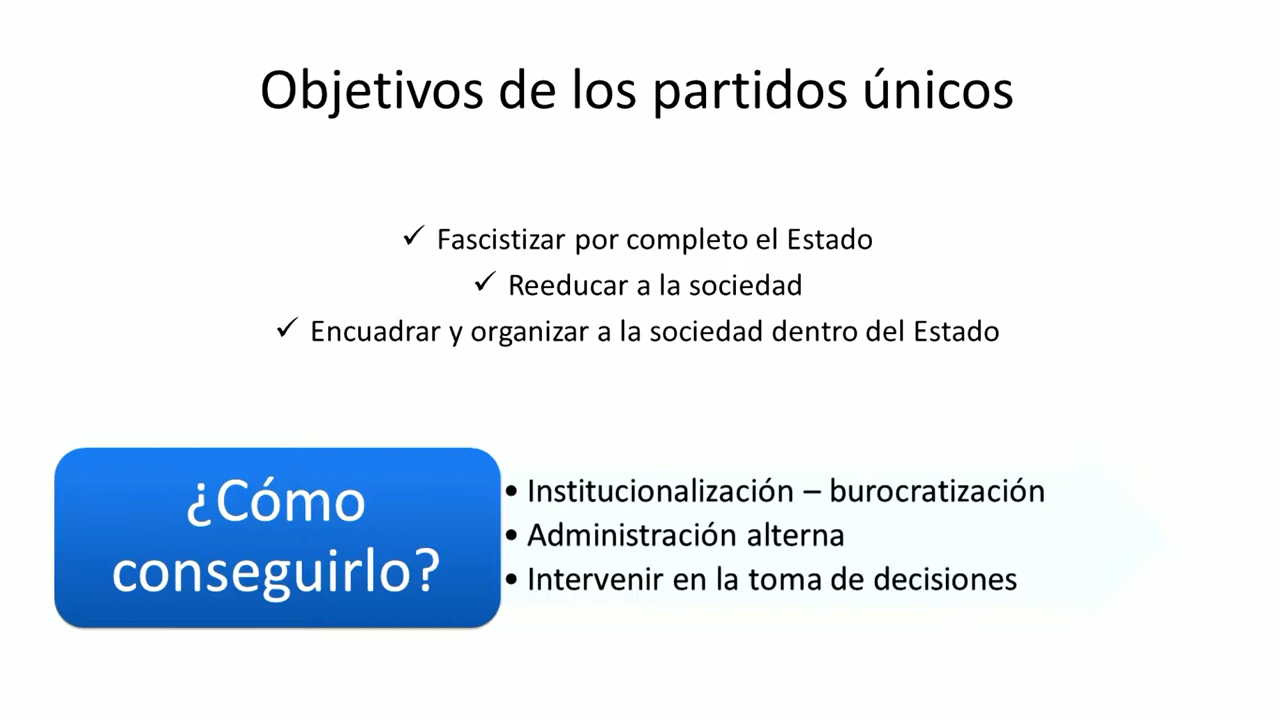 Objetivos de los partidos únicos
✓ Fascistizar por completo el Estado
✓ Reeducar a la sociedad
✓ Encuadrar y organizar a la sociedad dentro del Estado
¿Cómo
conseguirlo?
• Institucionalización – burocratización
• Administración alterna
• Intervenir en la toma de decisiones